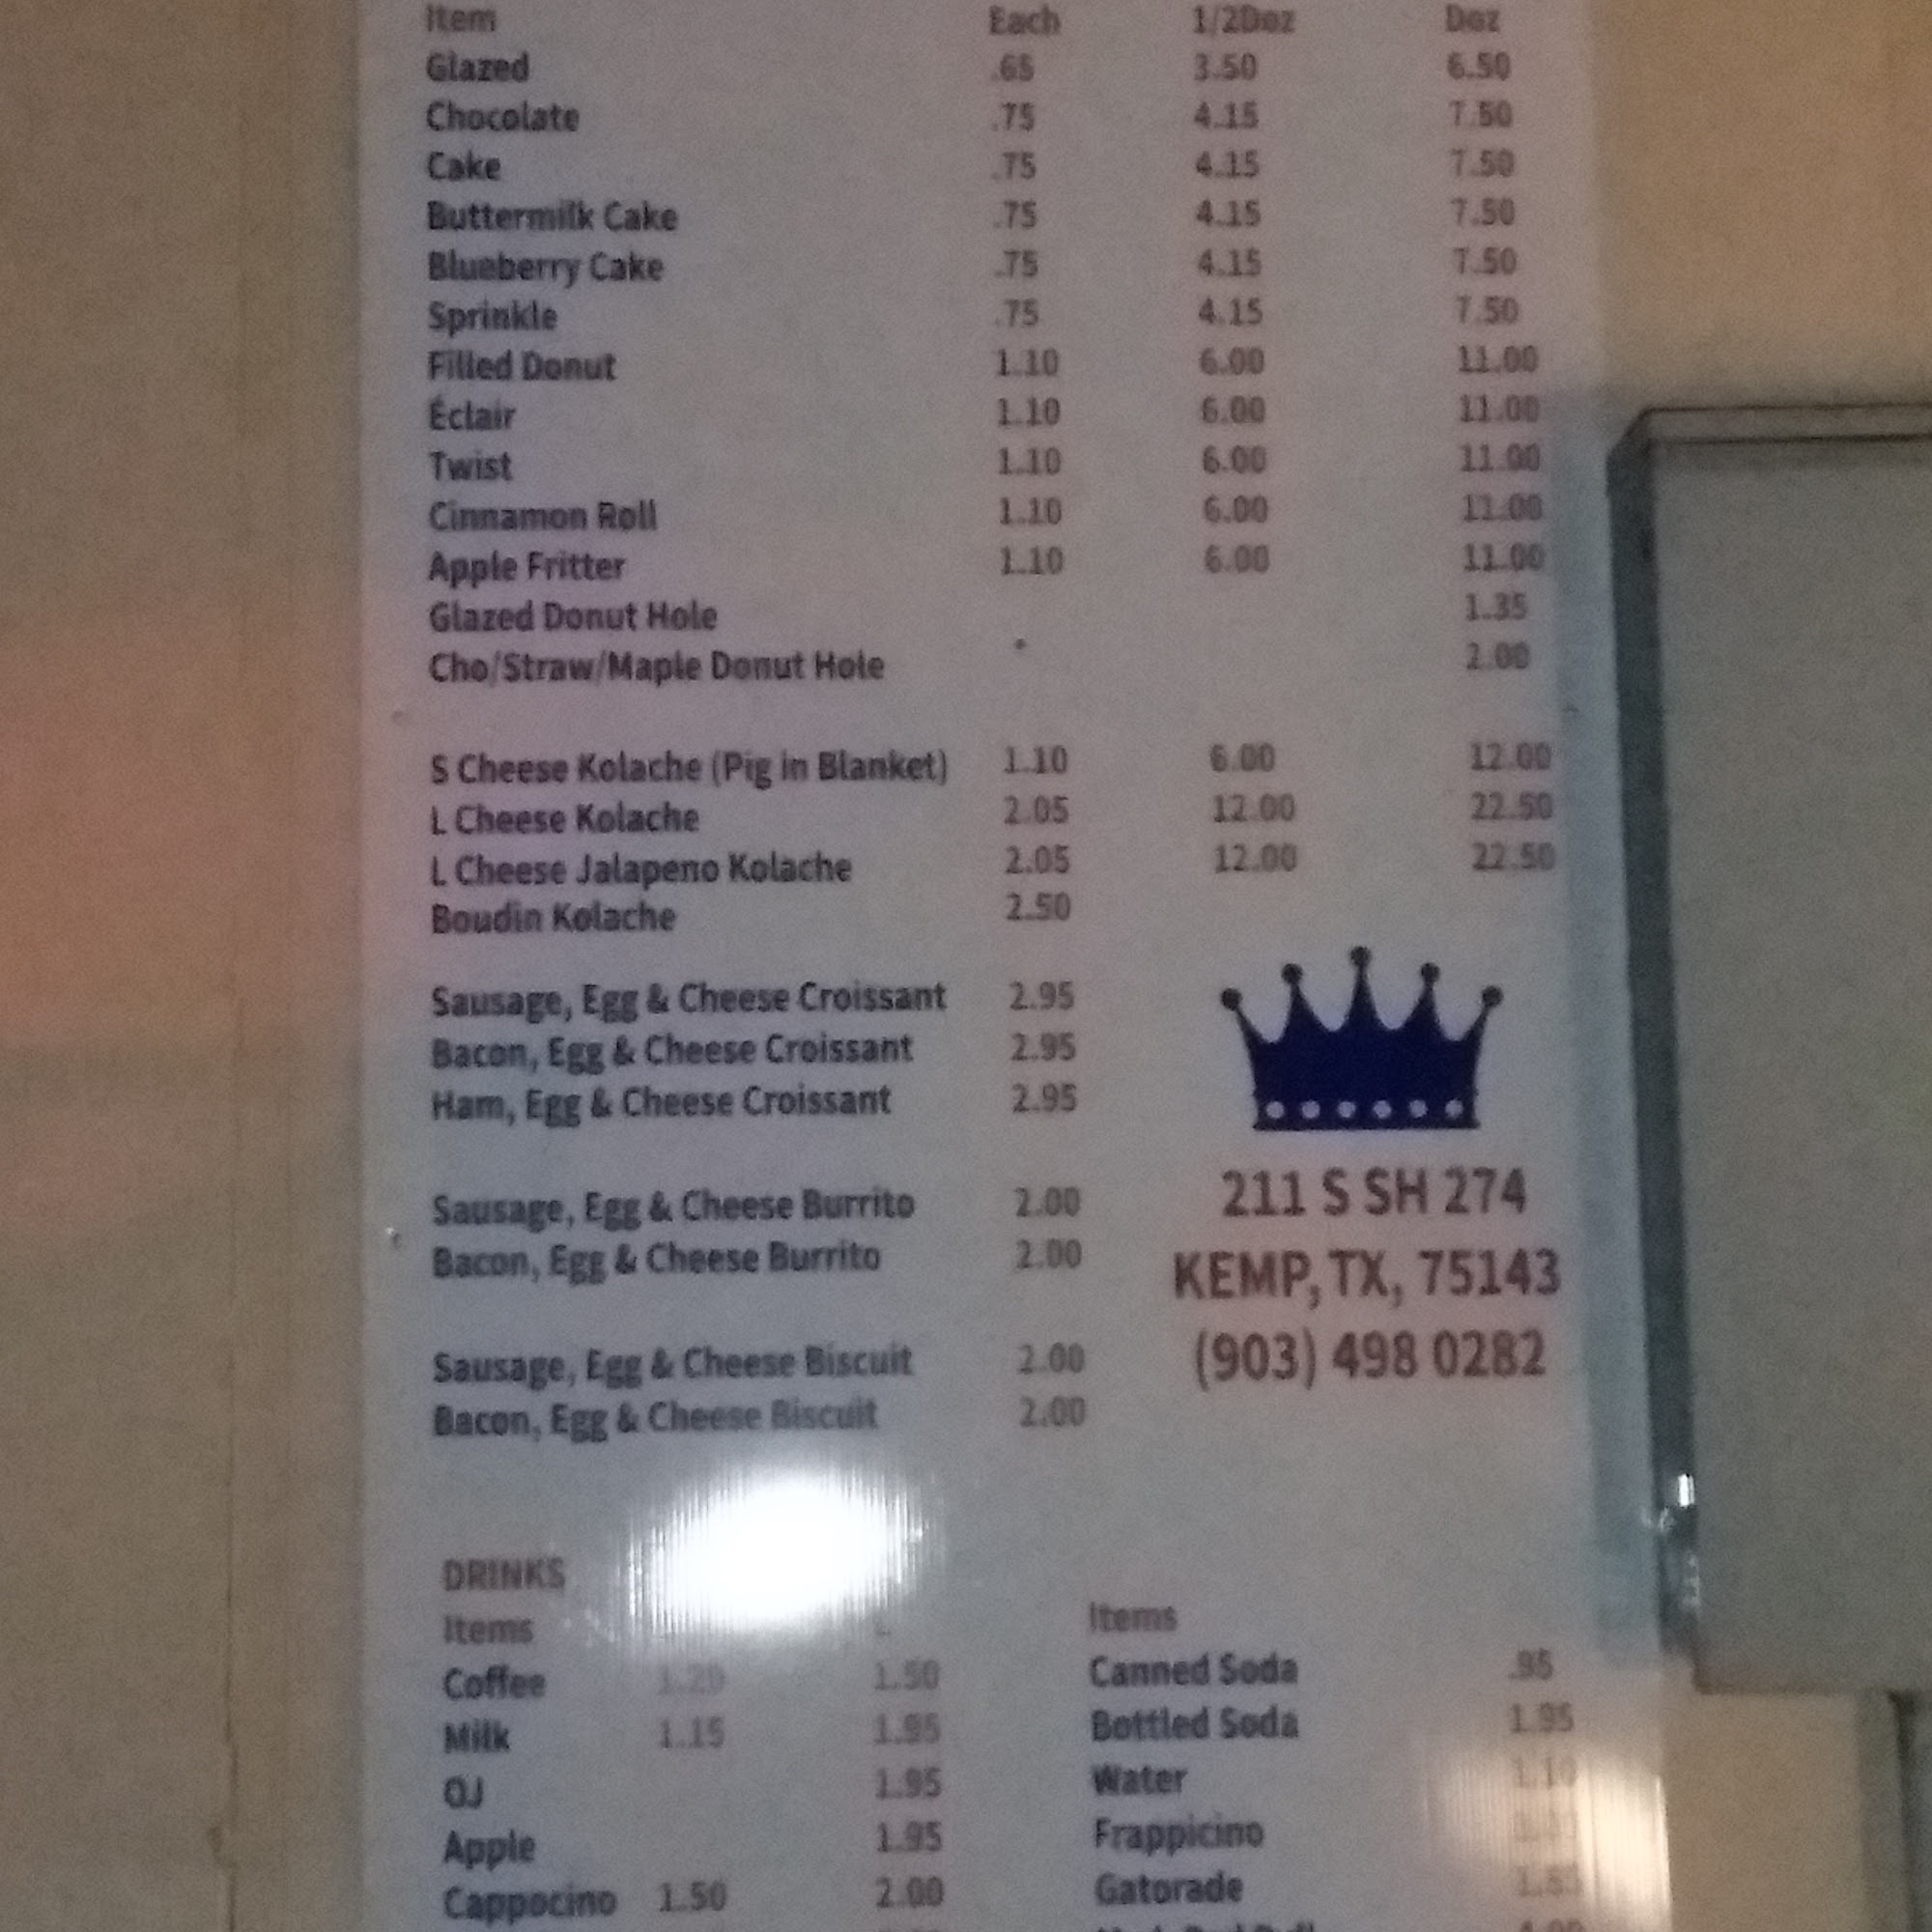 Item Each 1/2Doz Doz
Glazed .65 3.50 6.50
Chocolate .75 4.15 7.50
Cake .75 4.15 7.50
Buttermilk Cake .75 4.15 7.50
Blueberry Cake .75 4.15 7.50
Sprinkle .75 4.15 7.50
Filled Donut 1.10 6.00 11.00
Éclair 1.10 6.00 11.00
Twist 1.10 6.00 11.00
Cinnamon Roll 1.10 6.00 11.00
Apple Fritter 1.10 6.00 11.00
Glazed Donut Hole 1.35
Cho/Straw/Maple Donut Hole 2.00
S Cheese Kolache (Pig in Blanket) 1.10 6.00 12.00
L Cheese Kolache 2.05 12.00 22.50
L Cheese Jalapeno Kolache 2.05 12.00 22.50
Boudin Kolache 2.50
Sausage, Egg & Cheese Croissant 2.95
Bacon, Egg & Cheese Croissant 2.95
Ham, Egg & Cheese Croissant 2.95
Sausage, Egg & Cheese Burrito 2.00
Bacon, Egg & Cheese Burrito 2.00
Sausage, Egg & Cheese Biscuit 2.00
Bacon, Egg & Cheese Biscuit 2.00
211 S SH 274
KEMP, TX, 75143
(903) 498 0282
DRINKS
Items
Coffee 1.20 1.50
Milk 1.15 1.95
OJ 1.95
Apple 1.95
Cappocino 1.50 2.00
Items
Canned Soda .95
Bottled Soda 1.95
Water
Frappicino
Gatorade